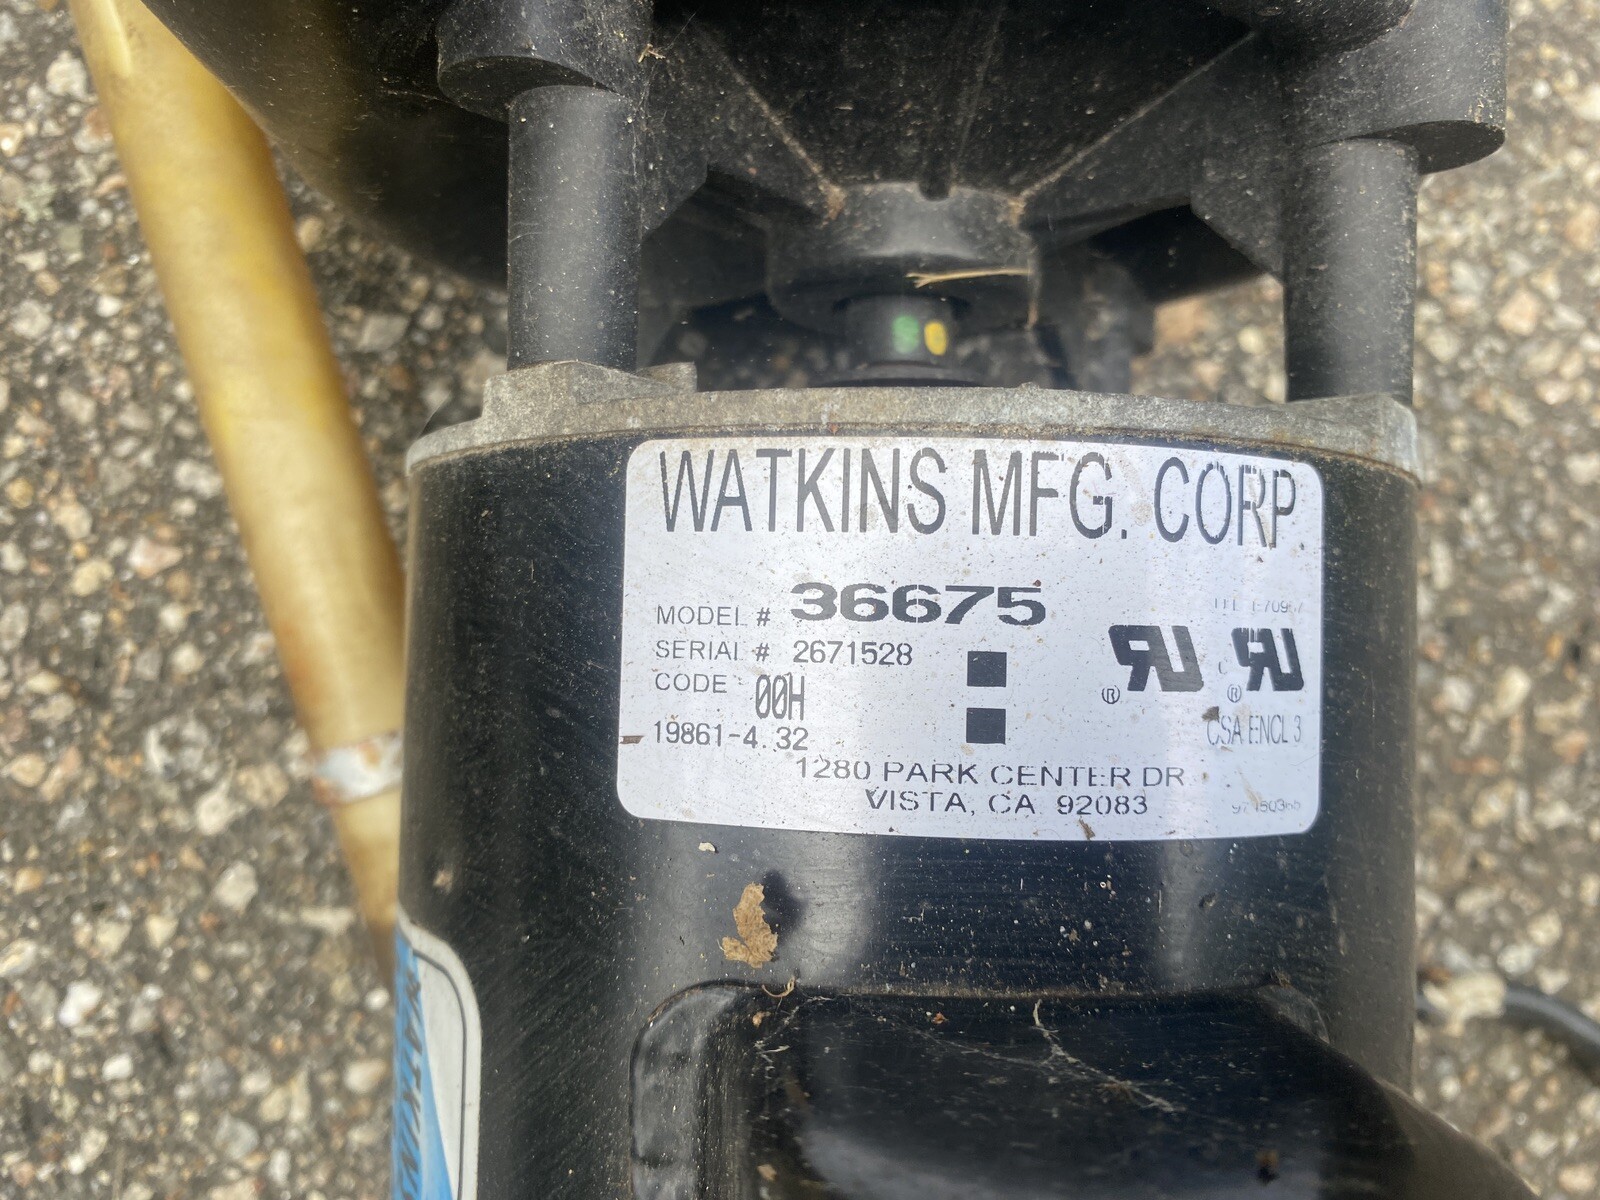 WATKINS MFG. CORP
MODEL # 36675
SERIAL # 2671528
CODE 00H
19861-4.32
CSA ENCL 3
1280 PARK CENTER DR
VISTA, CA 92083
WATKINS